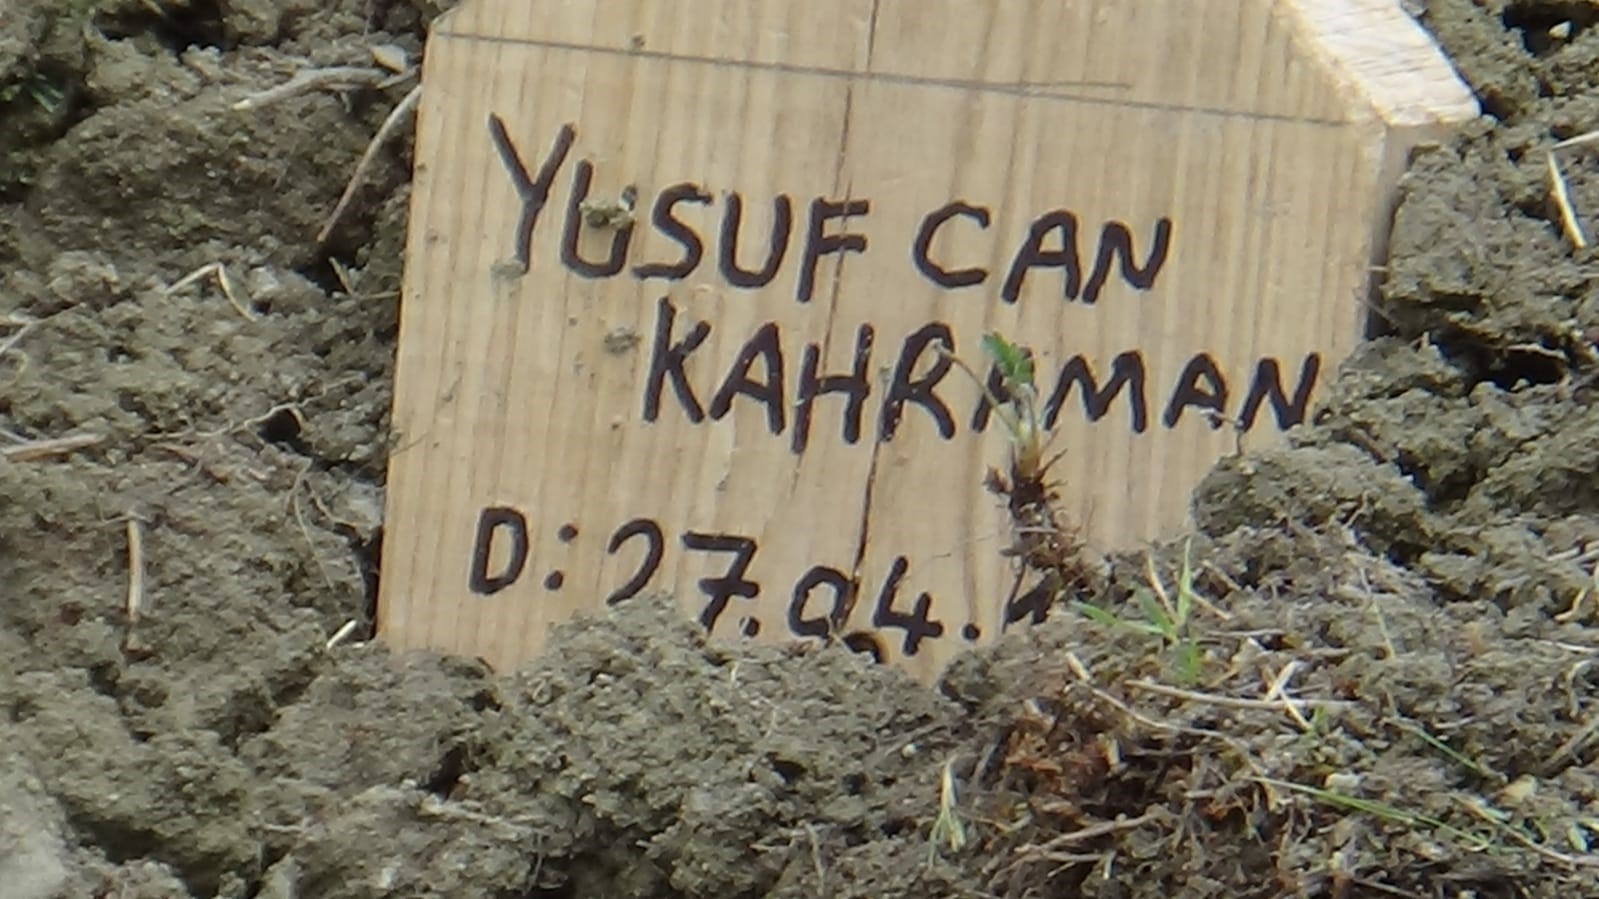 YUSUF CAN
KAHRAMAN
D: 27.04.